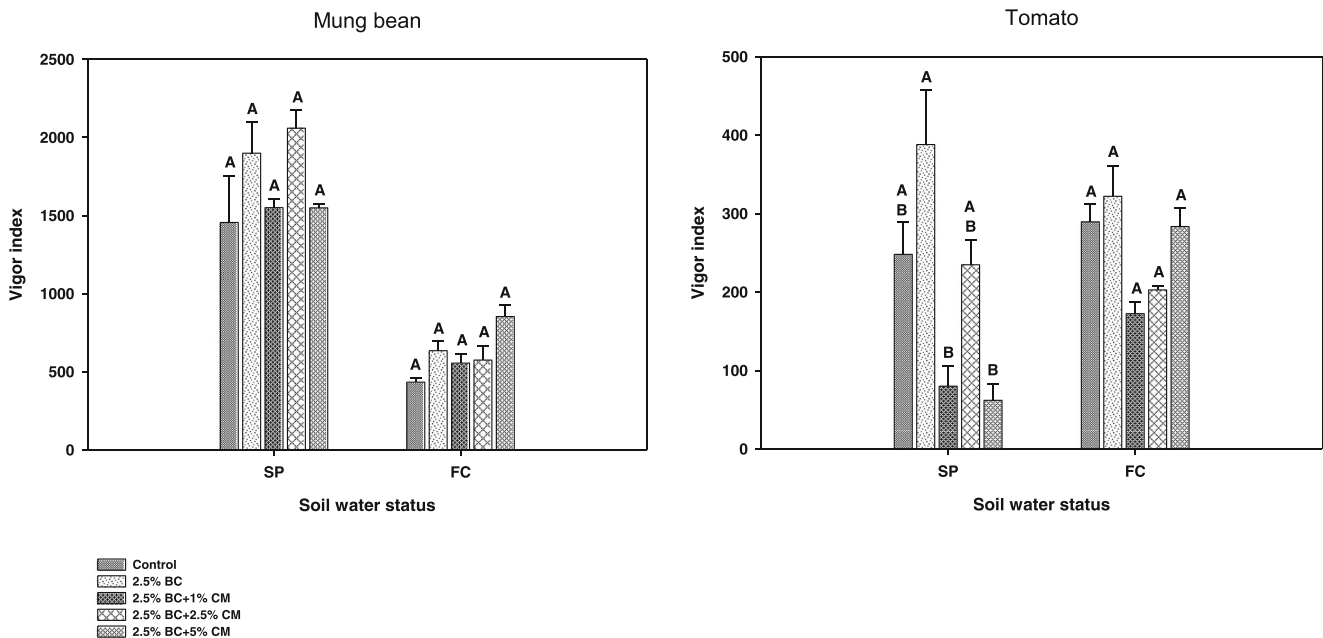 Mung bean
2500
2000
1500
1000
500
0
Vigor index
A
A
A
A
A
A
A
A
A
A
SP
FC
Soil water status
Tomato
500
400
300
200
100
0
Vigor index
A
B
A
B
A
B
B
A
A
A
A
A
SP
FC
Soil water status
Control
2.5% BC
2.5% BC+1% CM
2.5% BC+2.5% CM
2.5% BC+5% CM